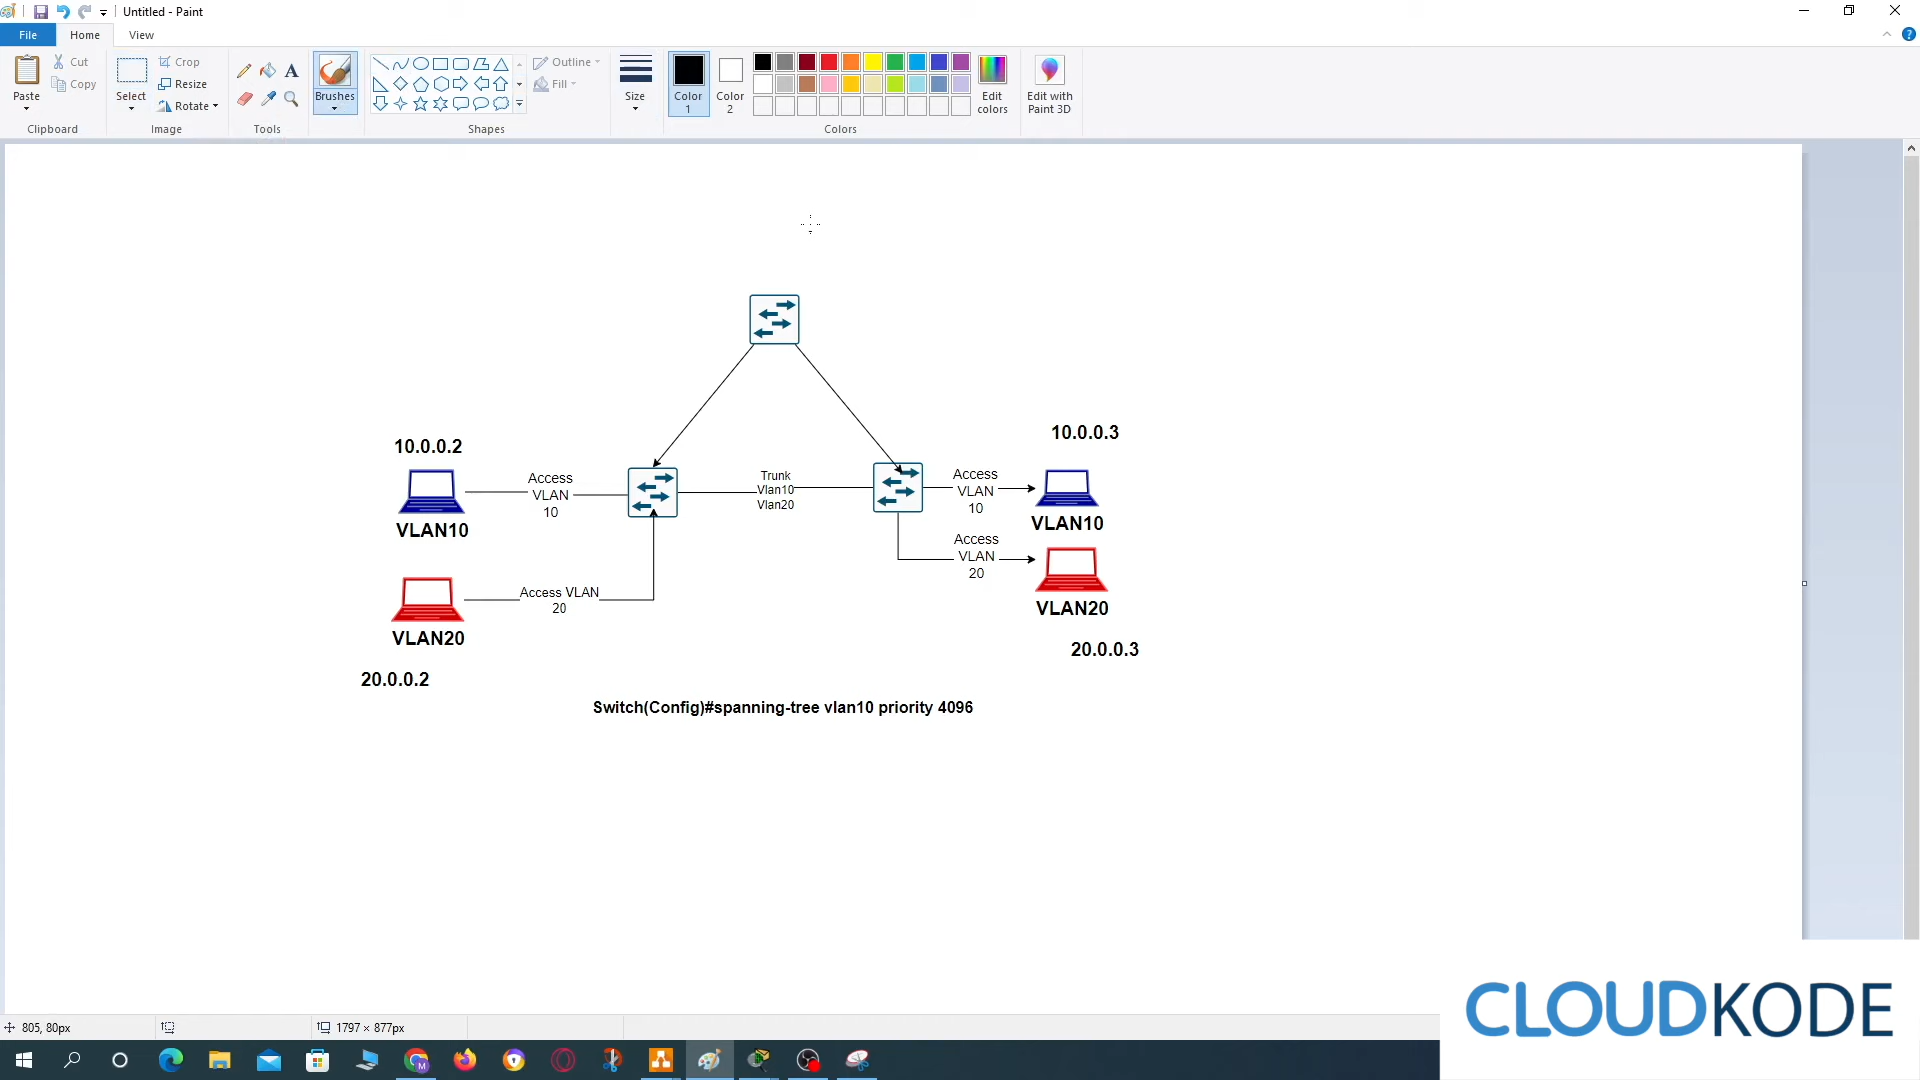 Untitled - Paint
File
Home
View
Paste
Cut
Copy
Clipboard
Select
Crop
Resize
Rotate
Image
Tools
Brushes
Shapes
Outline
Fill
Size
Color
1
Color
2
Colors
Edit
colors
Edit with
Paint 3D
10.0.0.2
VLAN10
Access
VLAN
10
Trunk
Vlan10
Vlan20
Access
VLAN
10
10.0.0.3
VLAN10
Access
VLAN
20
VLAN20
20.0.0.3
Access VLAN
20
VLAN20
20.0.0.2
Switch(Config)#spanning-tree vlan10 priority 4096
805, 80px
1797 × 877px
CLOUDKODE